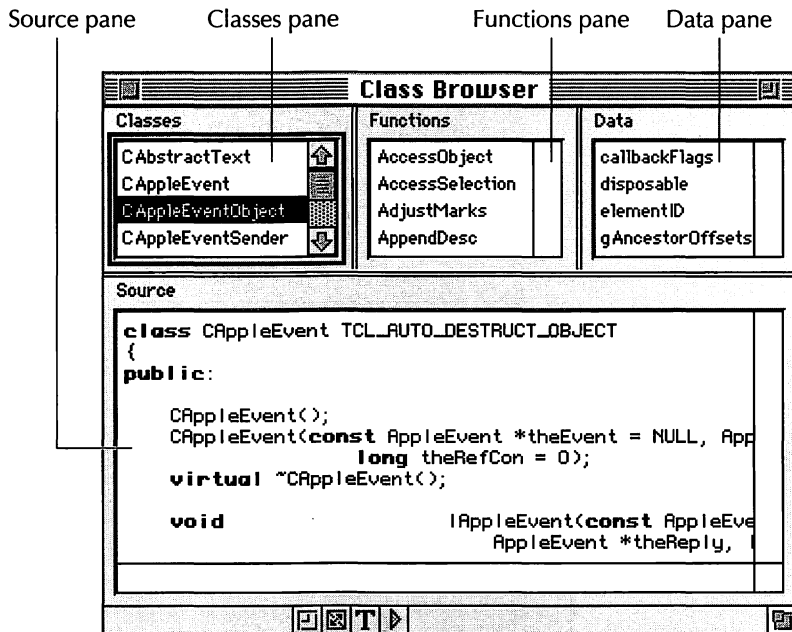 Source pane Classes pane Functions pane Data pane
Class Browser
Classes Functions Data
CAbstractText AccessObject callbackFlags
CAppleEvent AccessSelection disposable
CAppleEventObject AdjustMarks elementID
CAppleEventSender AppendDesc gAncestorOffsets
Source
class CAppleEvent TCL_AUTO_DESTRUCT_OBJECT
{
public:
CAppleEvent();
CAppleEvent(const AppleEvent *theEvent = NULL, App
long theRefCon = 0);
virtual ~CAppleEvent();
void IAppleEvent(const AppleEve
AppleEvent *theReply, l
T